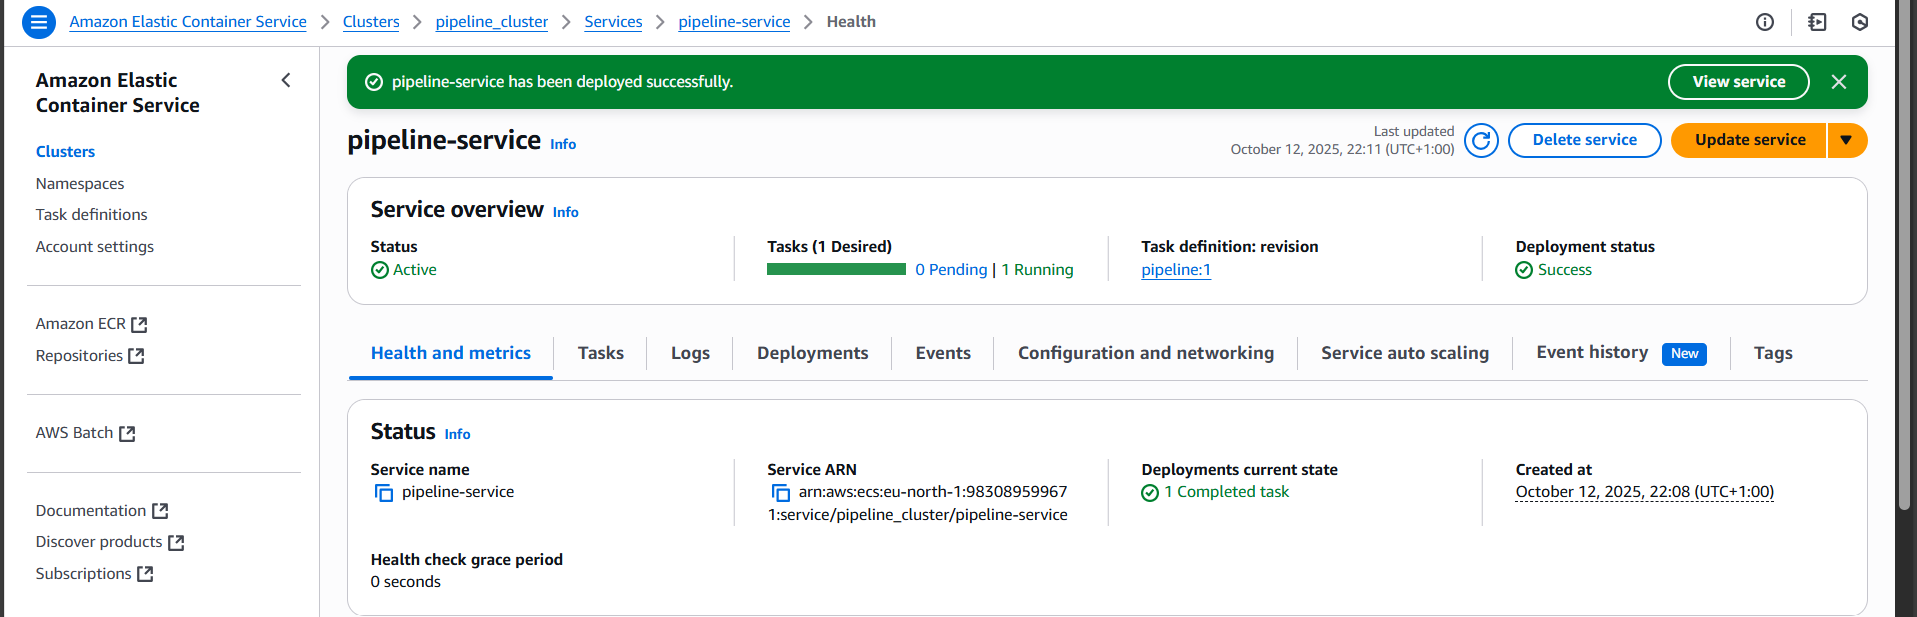 Amazon Elastic Container Service > Clusters > pipeline_cluster > Services > pipeline-service > Health
Amazon Elastic
Container Service
Clusters
Namespaces
Task definitions
Account settings
Amazon ECR
Repositories
AWS Batch
Documentation
Discover products
Subscriptions
pipeline-service has been deployed successfully. View service
pipeline-service Info
Last updated
October 12, 2025, 22:11 (UTC+1:00)
Delete service Update service
Service overview Info
Status
Active
Tasks (1 Desired)
0 Pending | 1 Running
Task definition: revision
pipeline:1
Deployment status
Success
Health and metrics Tasks Logs Deployments Events Configuration and networking Service auto scaling Event history New Tags
Status Info
Service name
pipeline-service
Service ARN
arn:aws:ecs:eu-north-1:98308959967
1:service/pipeline_cluster/pipeline-service
Deployments current state
1 Completed task
Created at
October 12, 2025, 22:08 (UTC+1:00)
Health check grace period
0 seconds